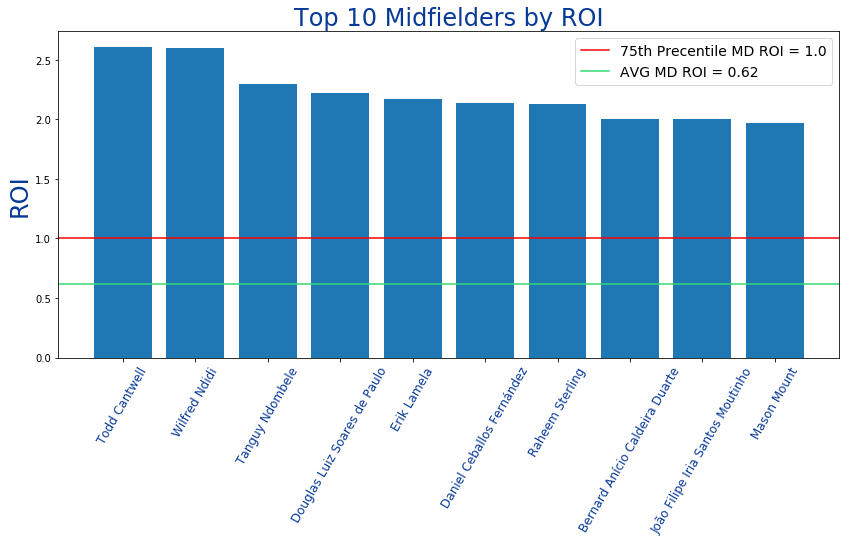 Top 10 Midfielders by ROI
75th Precentile MD ROI = 1.0
AVG MD ROI = 0.62
ROI
2.5
2.0
1.5
1.0
0.5
0.0
Todd Cantwell
Wilfred Ndidi
Tanguy Ndombele
Douglas Luiz Soares de Paulo
Erik Lamela
Daniel Ceballos Fernández
Raheem Sterling
Bernard Anício Caldeira Duarte
João Filipe Iria Santos Moutinho
Mason Mount